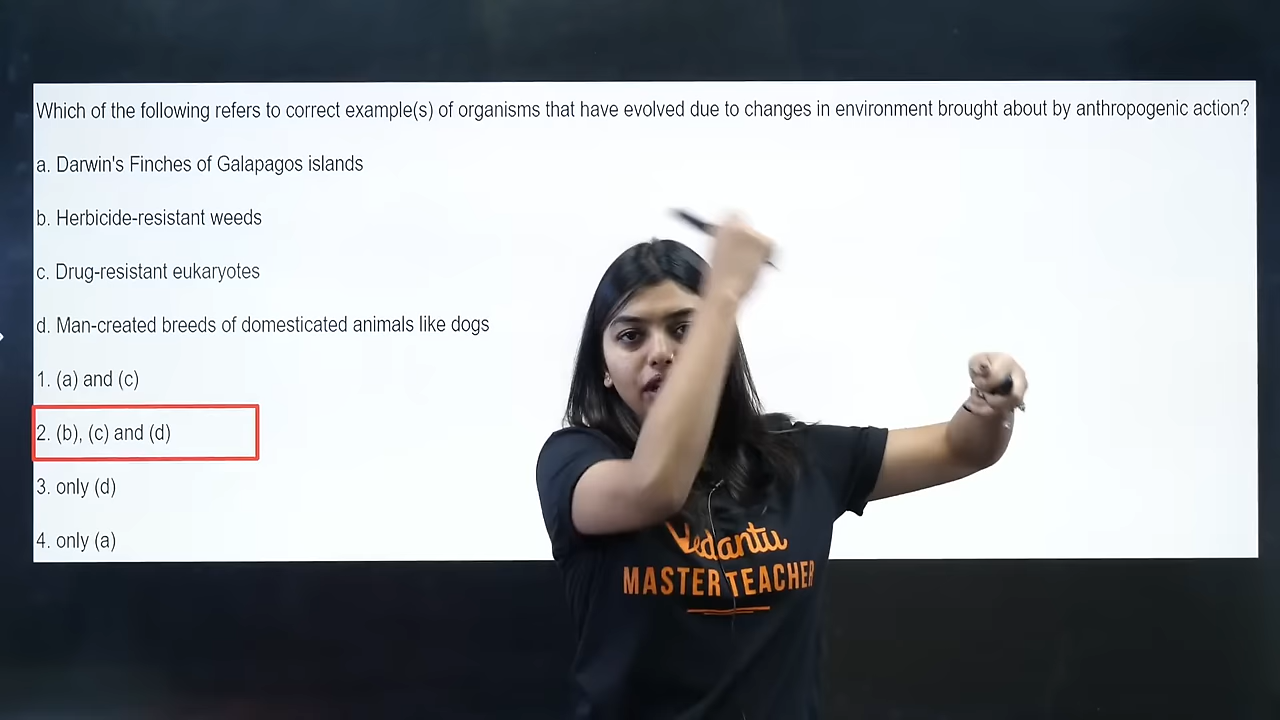 Which of the following refers to correct example(s) of organisms that have evolved due to changes in environment brought about by anthropogenic action?
a. Darwin's Finches of Galapagos islands
b. Herbicide-resistant weeds
c. Drug-resistant eukaryotes
d. Man-created breeds of domesticated animals like dogs
1. (a) and (c)
2. (b), (c) and (d)
3. only (d)
4. only (a)
Vedantu
MASTER TEACHER